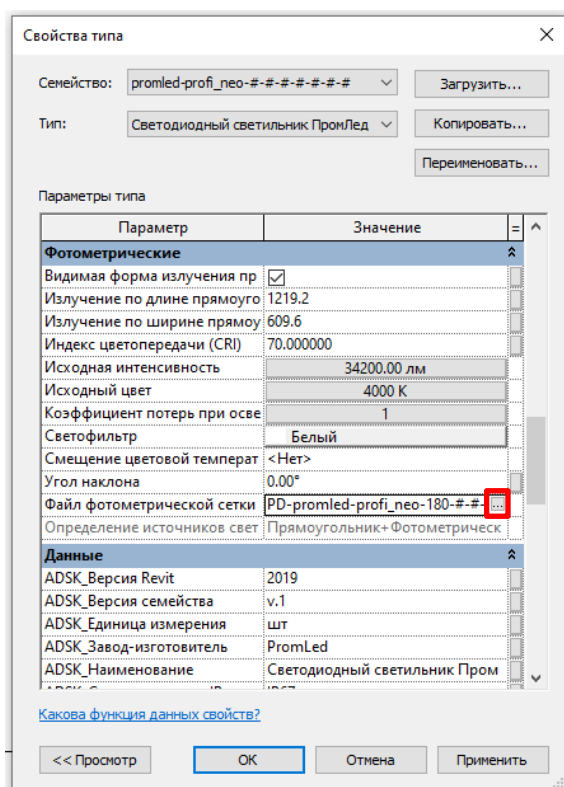 Свойства типа
Семейство: promled-profi_neo-#-#-#-#-#-#-# Загрузить...
Тип: Светодиодный светильник ПромЛед Копировать...
Переименовать...
Параметры типа
Параметр Значение =
Фотометрические
Видимая форма излучения пр
Излучение по длине прямоуго 1219.2
Излучение по ширине прямоу 609.6
Индекс цветопередачи (CRI) 70.000000
Исходная интенсивность 34200.00 лм
Исходный цвет 4000 K
Коэффициент потерь при осве 1
Светофильтр Белый
Смещение цветовой температ <Нет>
Угол наклона 0.00°
Файл фотометрической сетки PD-promled-profi_neo-180-#-#- ...
Определение источников свет Прямоугольник+Фотометрическ
Данные
ADSK_Версия Revit 2019
ADSK_Версия семейства v.1
ADSK_Единица измерения шт
ADSK_Завод-изготовитель PromLed
ADSK_Наименование Светодиодный светильник Пром
Какова функция данных свойств?
<< Просмотр OK Отмена Применить